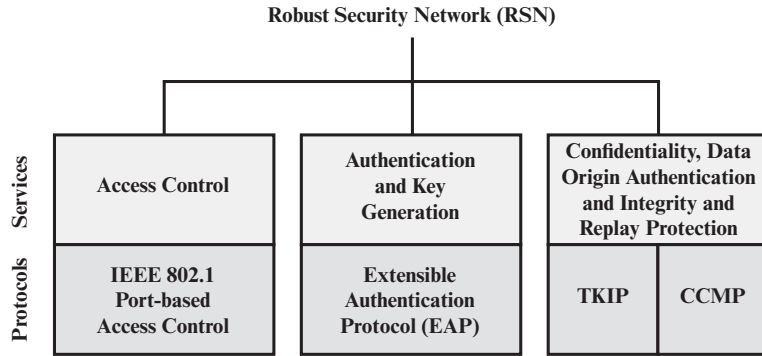 Robust Security Network (RSN)
Services
Access Control
Authentication
and Key
Generation
Confidentiality, Data
Origin Authentication
and Integrity and
Replay Protection
Protocols
IEEE 802.1
Port-based
Access Control
Extensible
Authentication
Protocol (EAP)
TKIP
CCMP